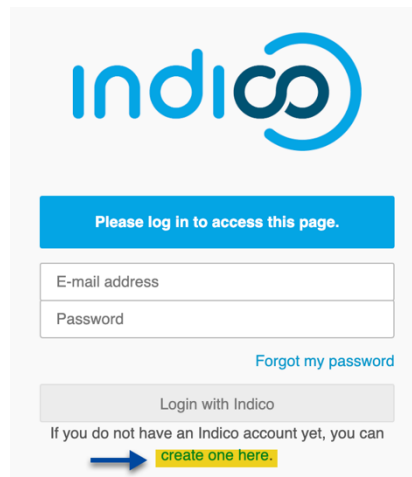 indico
Please log in to access this page.
E-mail address
Password
Forgot my password
Login with Indico
If you do not have an Indico account yet, you can
create one here.